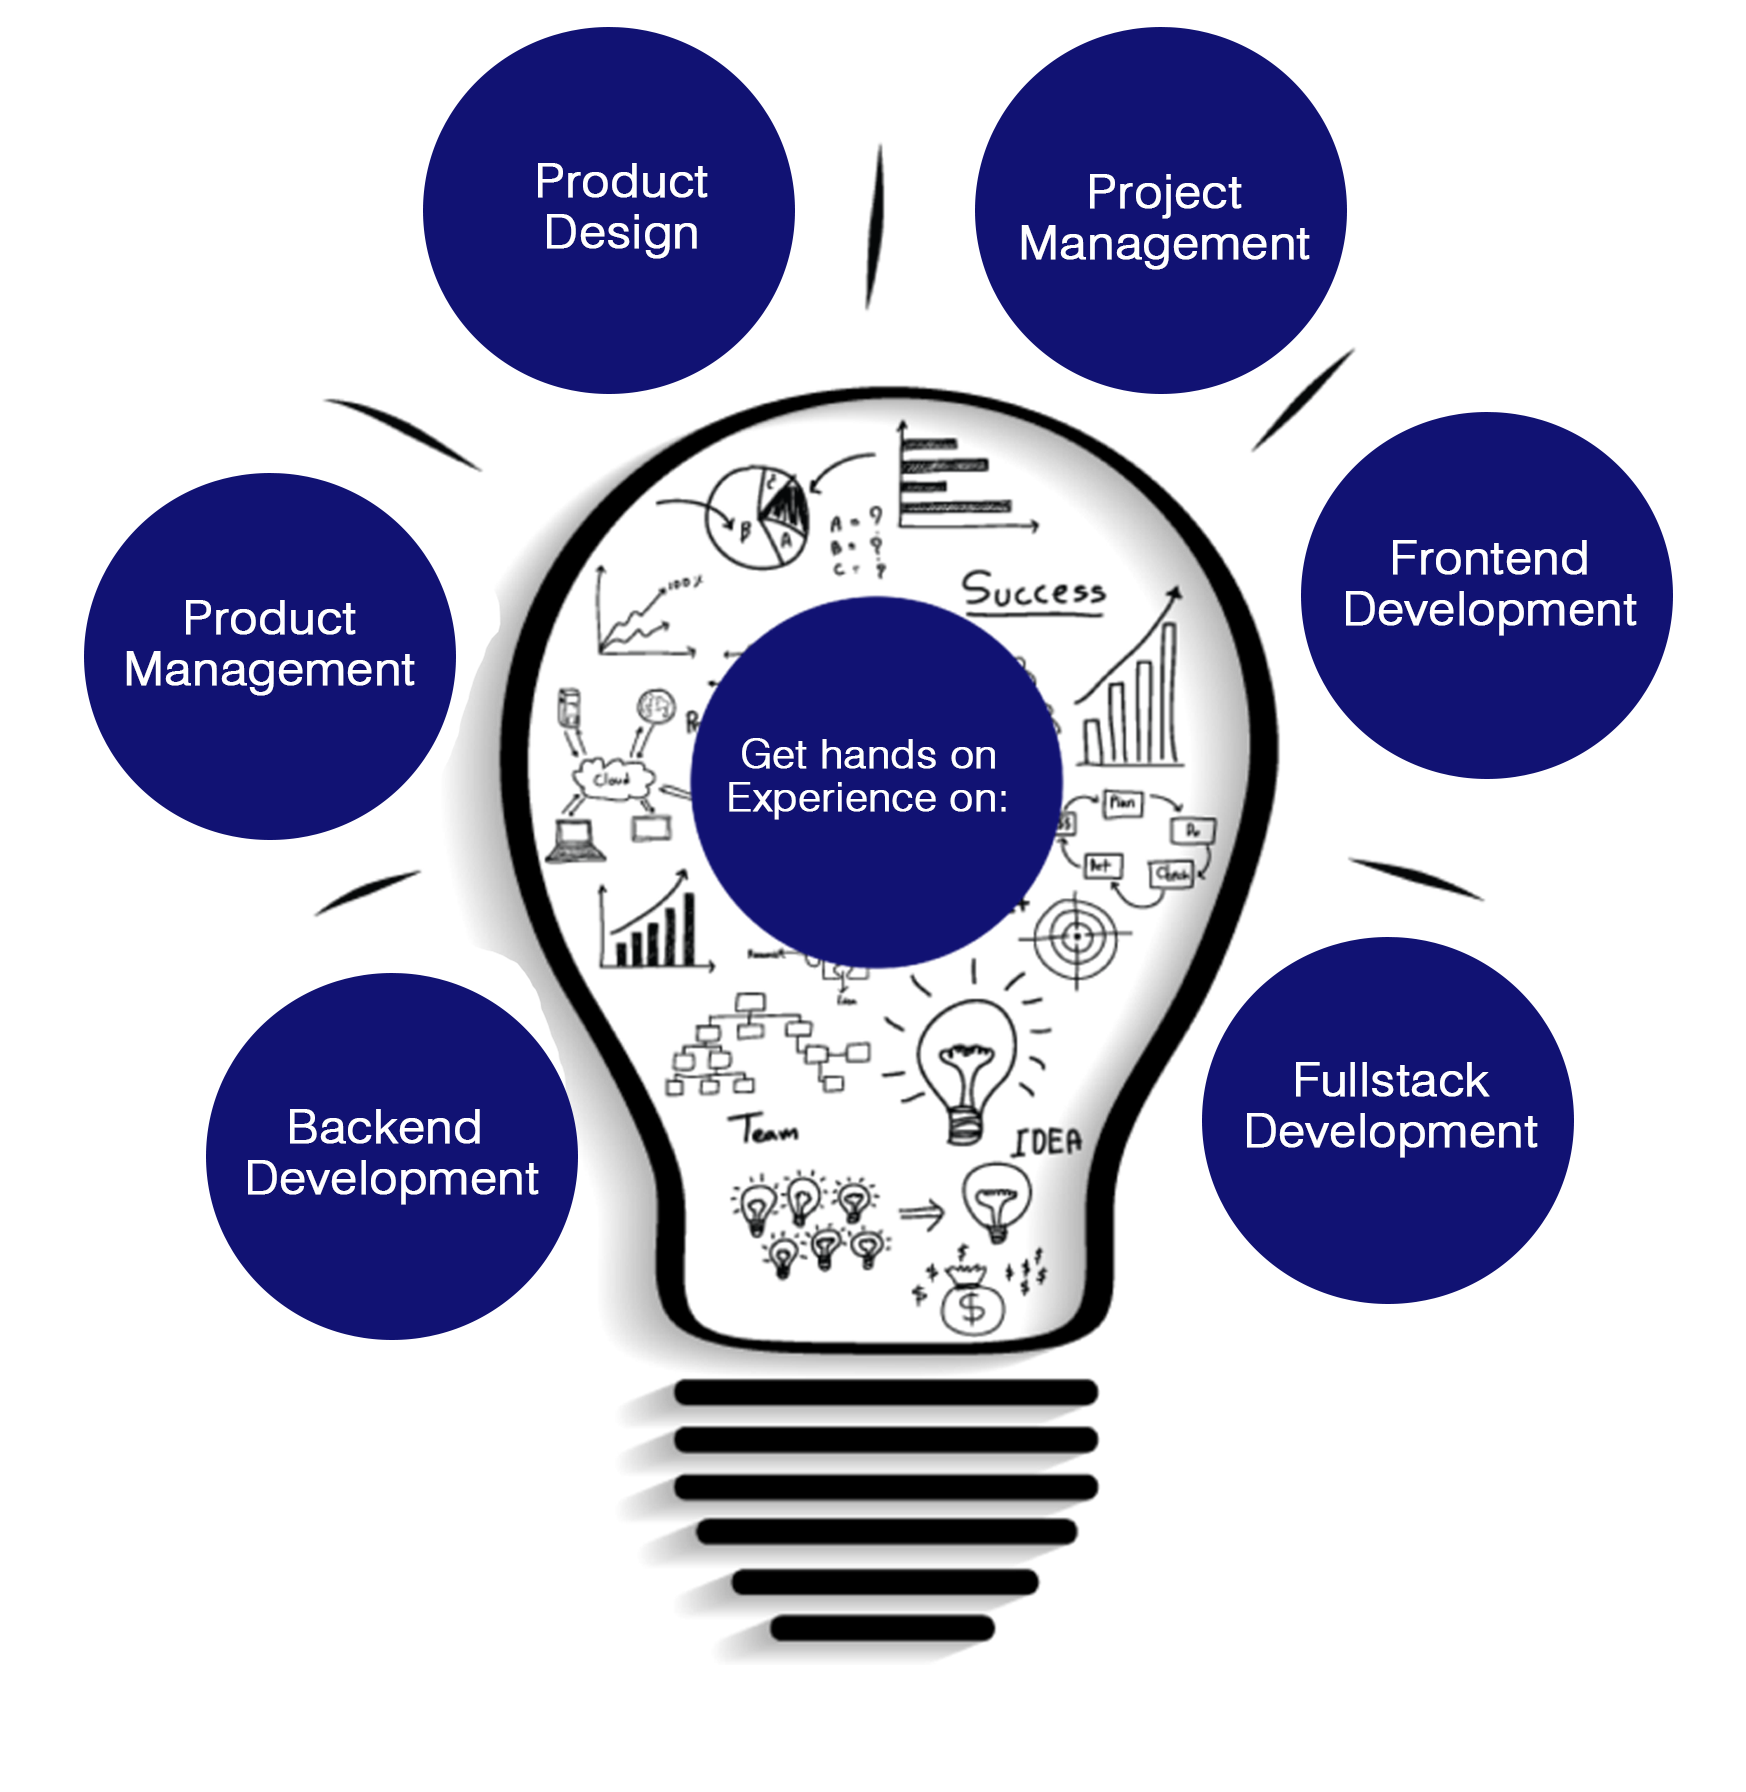 Product
Design
Project
Management
Product
Management
Frontend
Development
Get hands on
Experience on:
Backend
Development
Fullstack
Development
C
B
A
A = ?
B = ?
C = ?
100%
Success
Cloud
Plan
Do
Check
Act
Team
IDEA
$
$
$
$
$
$
$
$